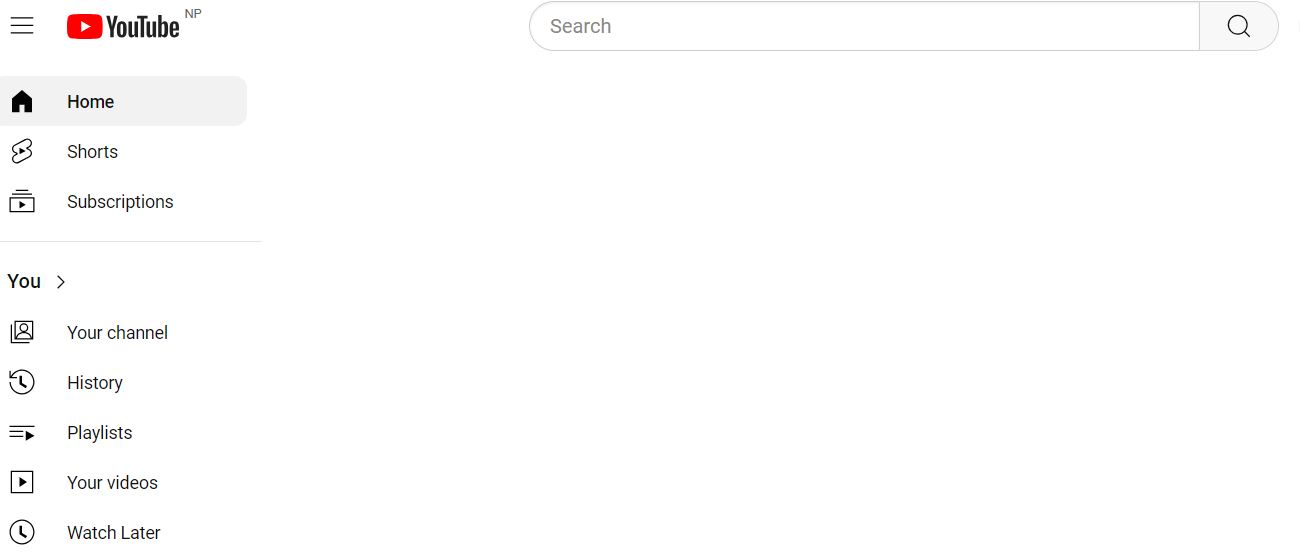 YouTube NP
Search
Home
Shorts
Subscriptions
You
Your channel
History
Playlists
Your videos
Watch Later